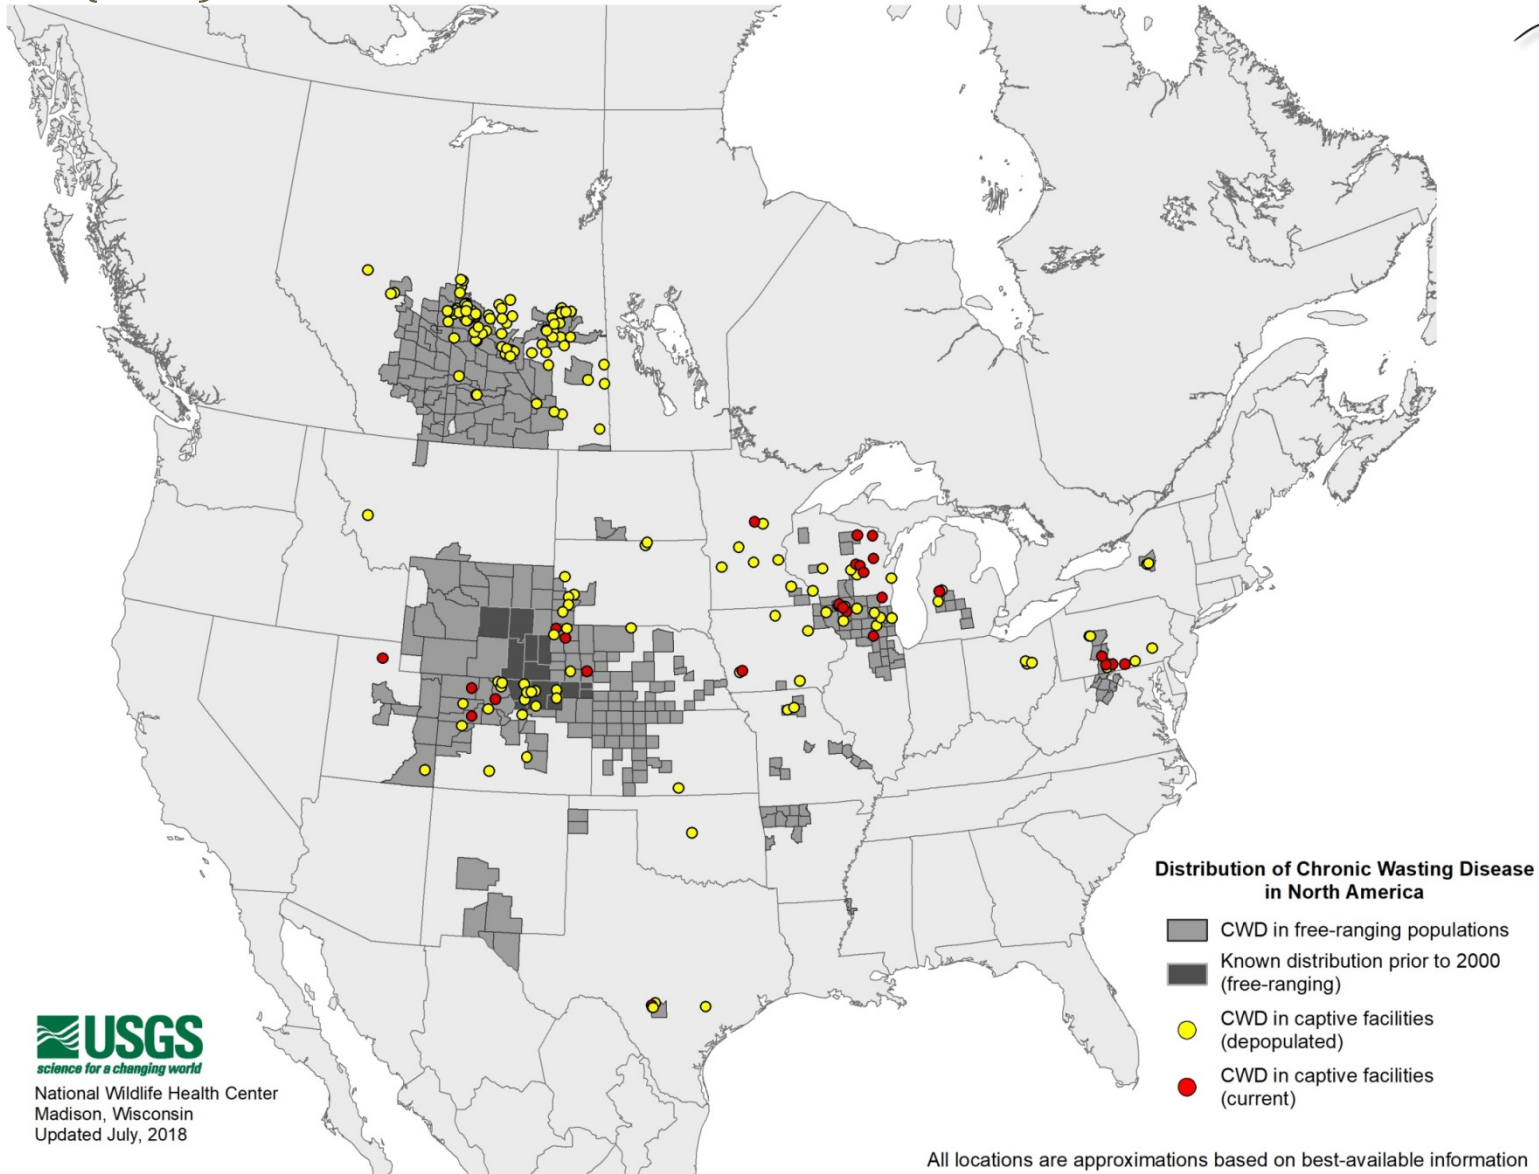 Distribution of Chronic Wasting Disease
in North America
CWD in free-ranging populations
Known distribution prior to 2000
(free-ranging)
CWD in captive facilities
(depopulated)
CWD in captive facilities
(current)
USGS
science for a changing world
National Wildlife Health Center
Madison, Wisconsin
Updated July, 2018
All locations are approximations based on best-available information